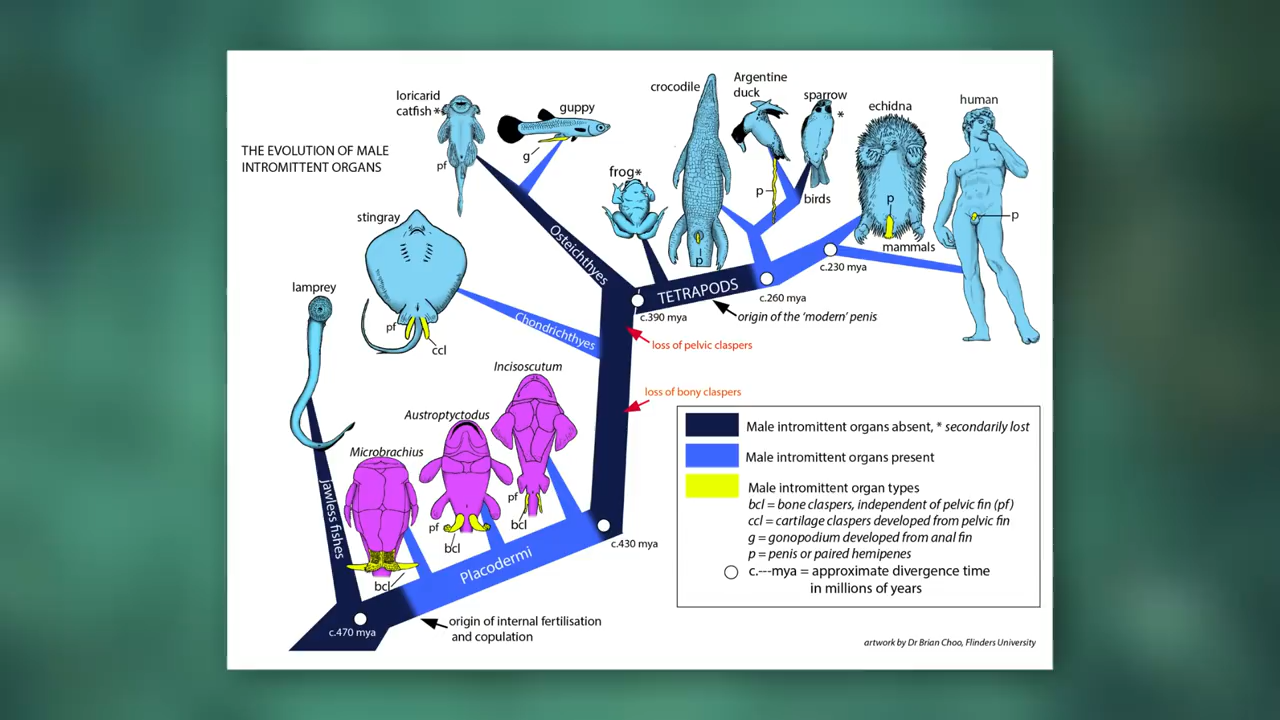 THE EVOLUTION OF MALE
INTROMITTENT ORGANS
loricarid
catfish*
pf
guppy
g
frog*
crocodile
p
Argentine
duck
p
sparrow
*
birds
echidna
p
mammals
human
p
stingray
pf
ccl
lamprey
Osteichthyes
Chondrichthyes
TETRAPODS
c.230 mya
c.260 mya
c.390 mya
origin of the 'modern' penis
loss of pelvic claspers
loss of bony claspers
Incisoscutum
pf
bcl
Austroptyctodus
pf
bcl
Microbrachius
bcl
jawless fishes
Placodermi
c.430 mya
c.470 mya
origin of internal fertilisation
and copulation
Male intromittent organs absent, * secondarily lost
Male intromittent organs present
Male intromittent organ types
bcl = bone claspers, independent of pelvic fin (pf)
ccl = cartilage claspers developed from pelvic fin
g = gonopodium developed from anal fin
p = penis or paired hemipenes
c.---mya = approximate divergence time
in millions of years
artwork by Dr Brian Choo, Flinders University